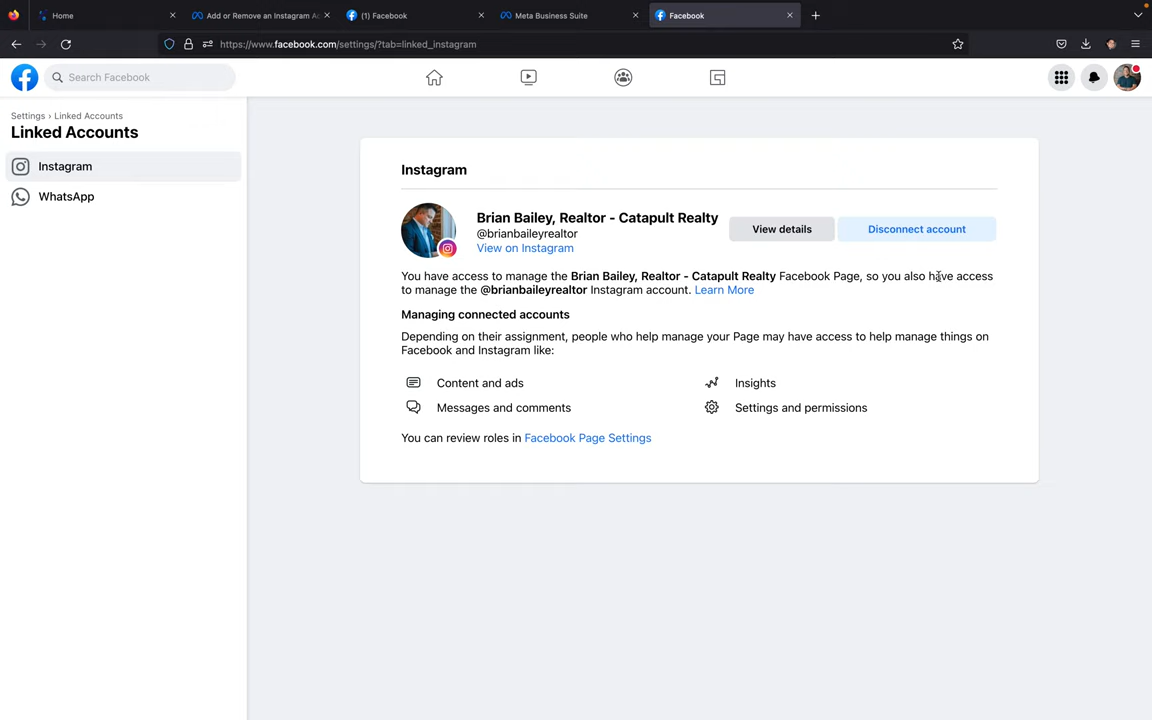 Home
Add or Remove an Instagram Ac
(1) Facebook
Meta Business Suite
Facebook
https://www.facebook.com/settings/?tab=linked_instagram
Search Facebook
Settings › Linked Accounts
Linked Accounts
Instagram
WhatsApp
Instagram
Brian Bailey, Realtor - Catapult Realty
@brianbaileyrealtor
View on Instagram
View details
Disconnect account
You have access to manage the Brian Bailey, Realtor - Catapult Realty Facebook Page, so you also have access
to manage the @brianbaileyrealtor Instagram account. Learn More
Managing connected accounts
Depending on their assignment, people who help manage your Page may have access to help manage things on
Facebook and Instagram like:
Content and ads
Insights
Messages and comments
Settings and permissions
You can review roles in Facebook Page Settings